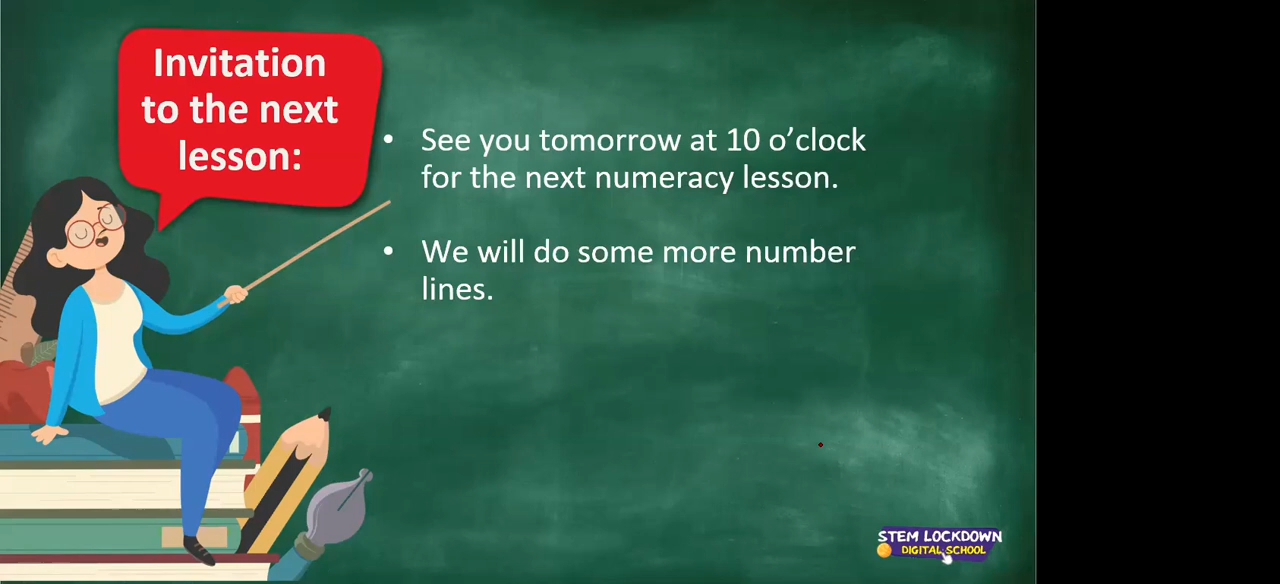 Invitation
to the next
lesson:
• See you tomorrow at 10 o’clock
for the next numeracy lesson.
• We will do some more number
lines.
STEM LOCKDOWN
DIGITAL SCHOOL